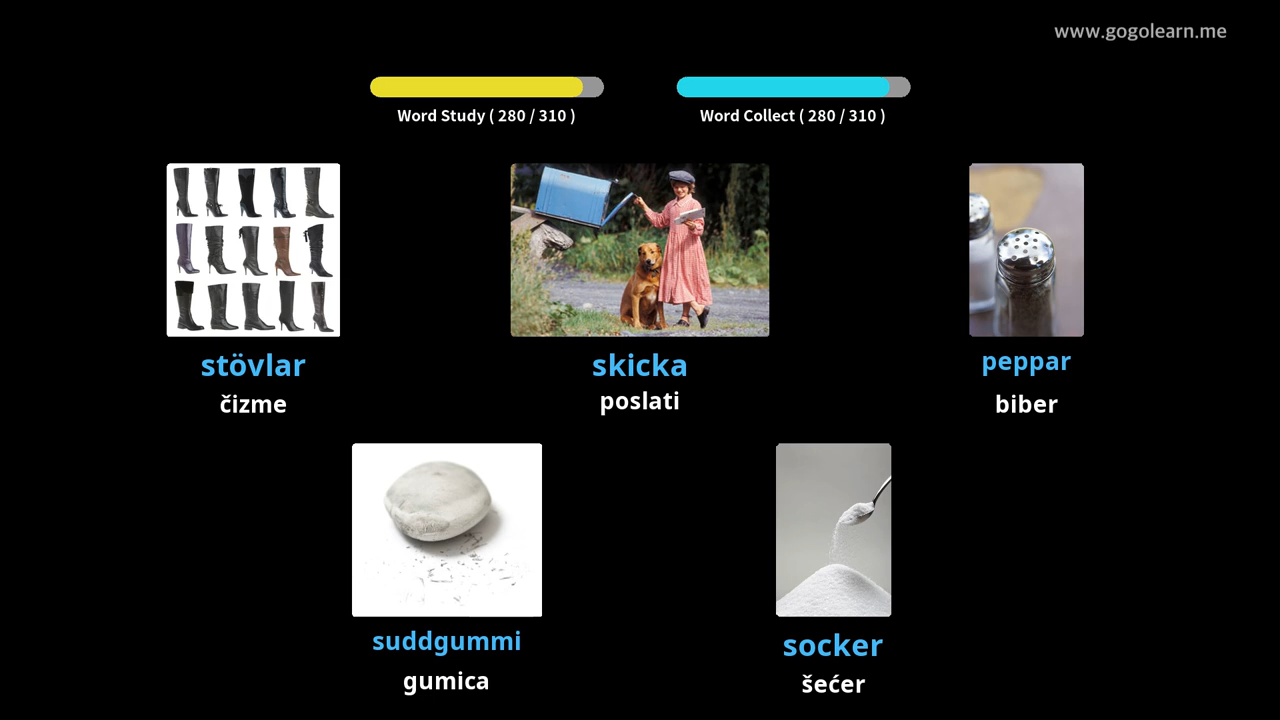 www.gogolearn.me
Word Study ( 280 / 310 )
Word Collect ( 280 / 310 )
stövlar
čizme
skicka
poslati
peppar
biber
suddgummi
gumica
socker
šećer